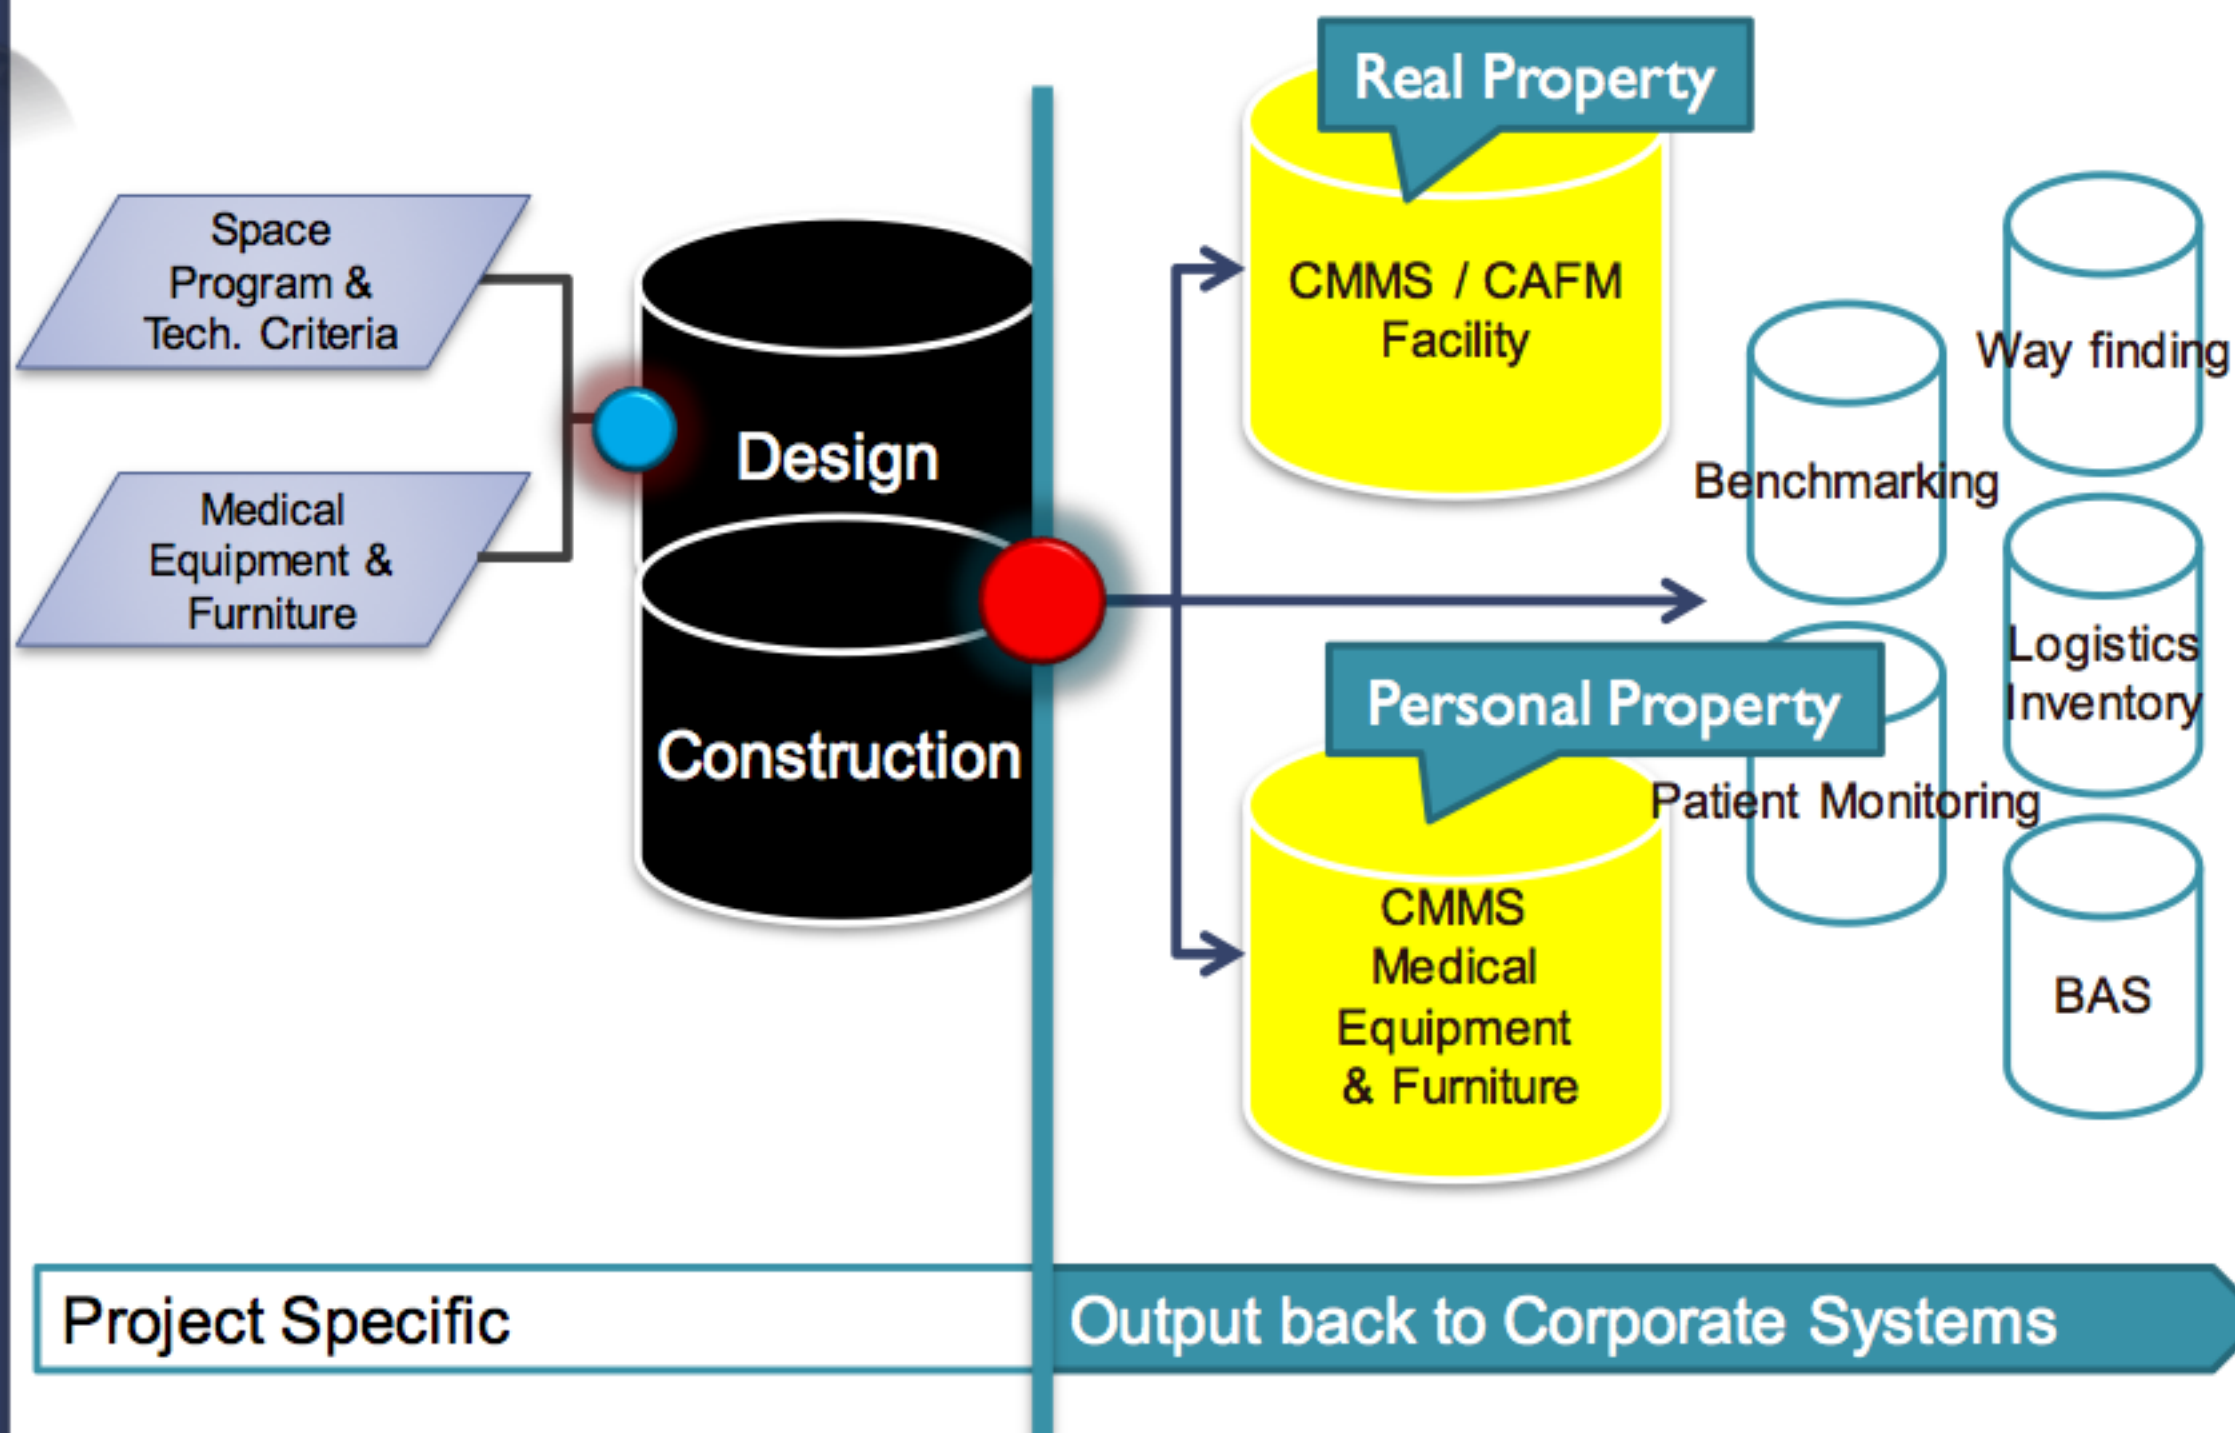 Real Property
Space
Program &
Tech. Criteria
Medical
Equipment &
Furniture
Design
Construction
CMMS / CAFM
Facility
Personal Property
CMMS
Medical
Equipment
& Furniture
Benchmarking
Patient Monitoring
Way finding
Logistics
Inventory
BAS
Project Specific
Output back to Corporate Systems